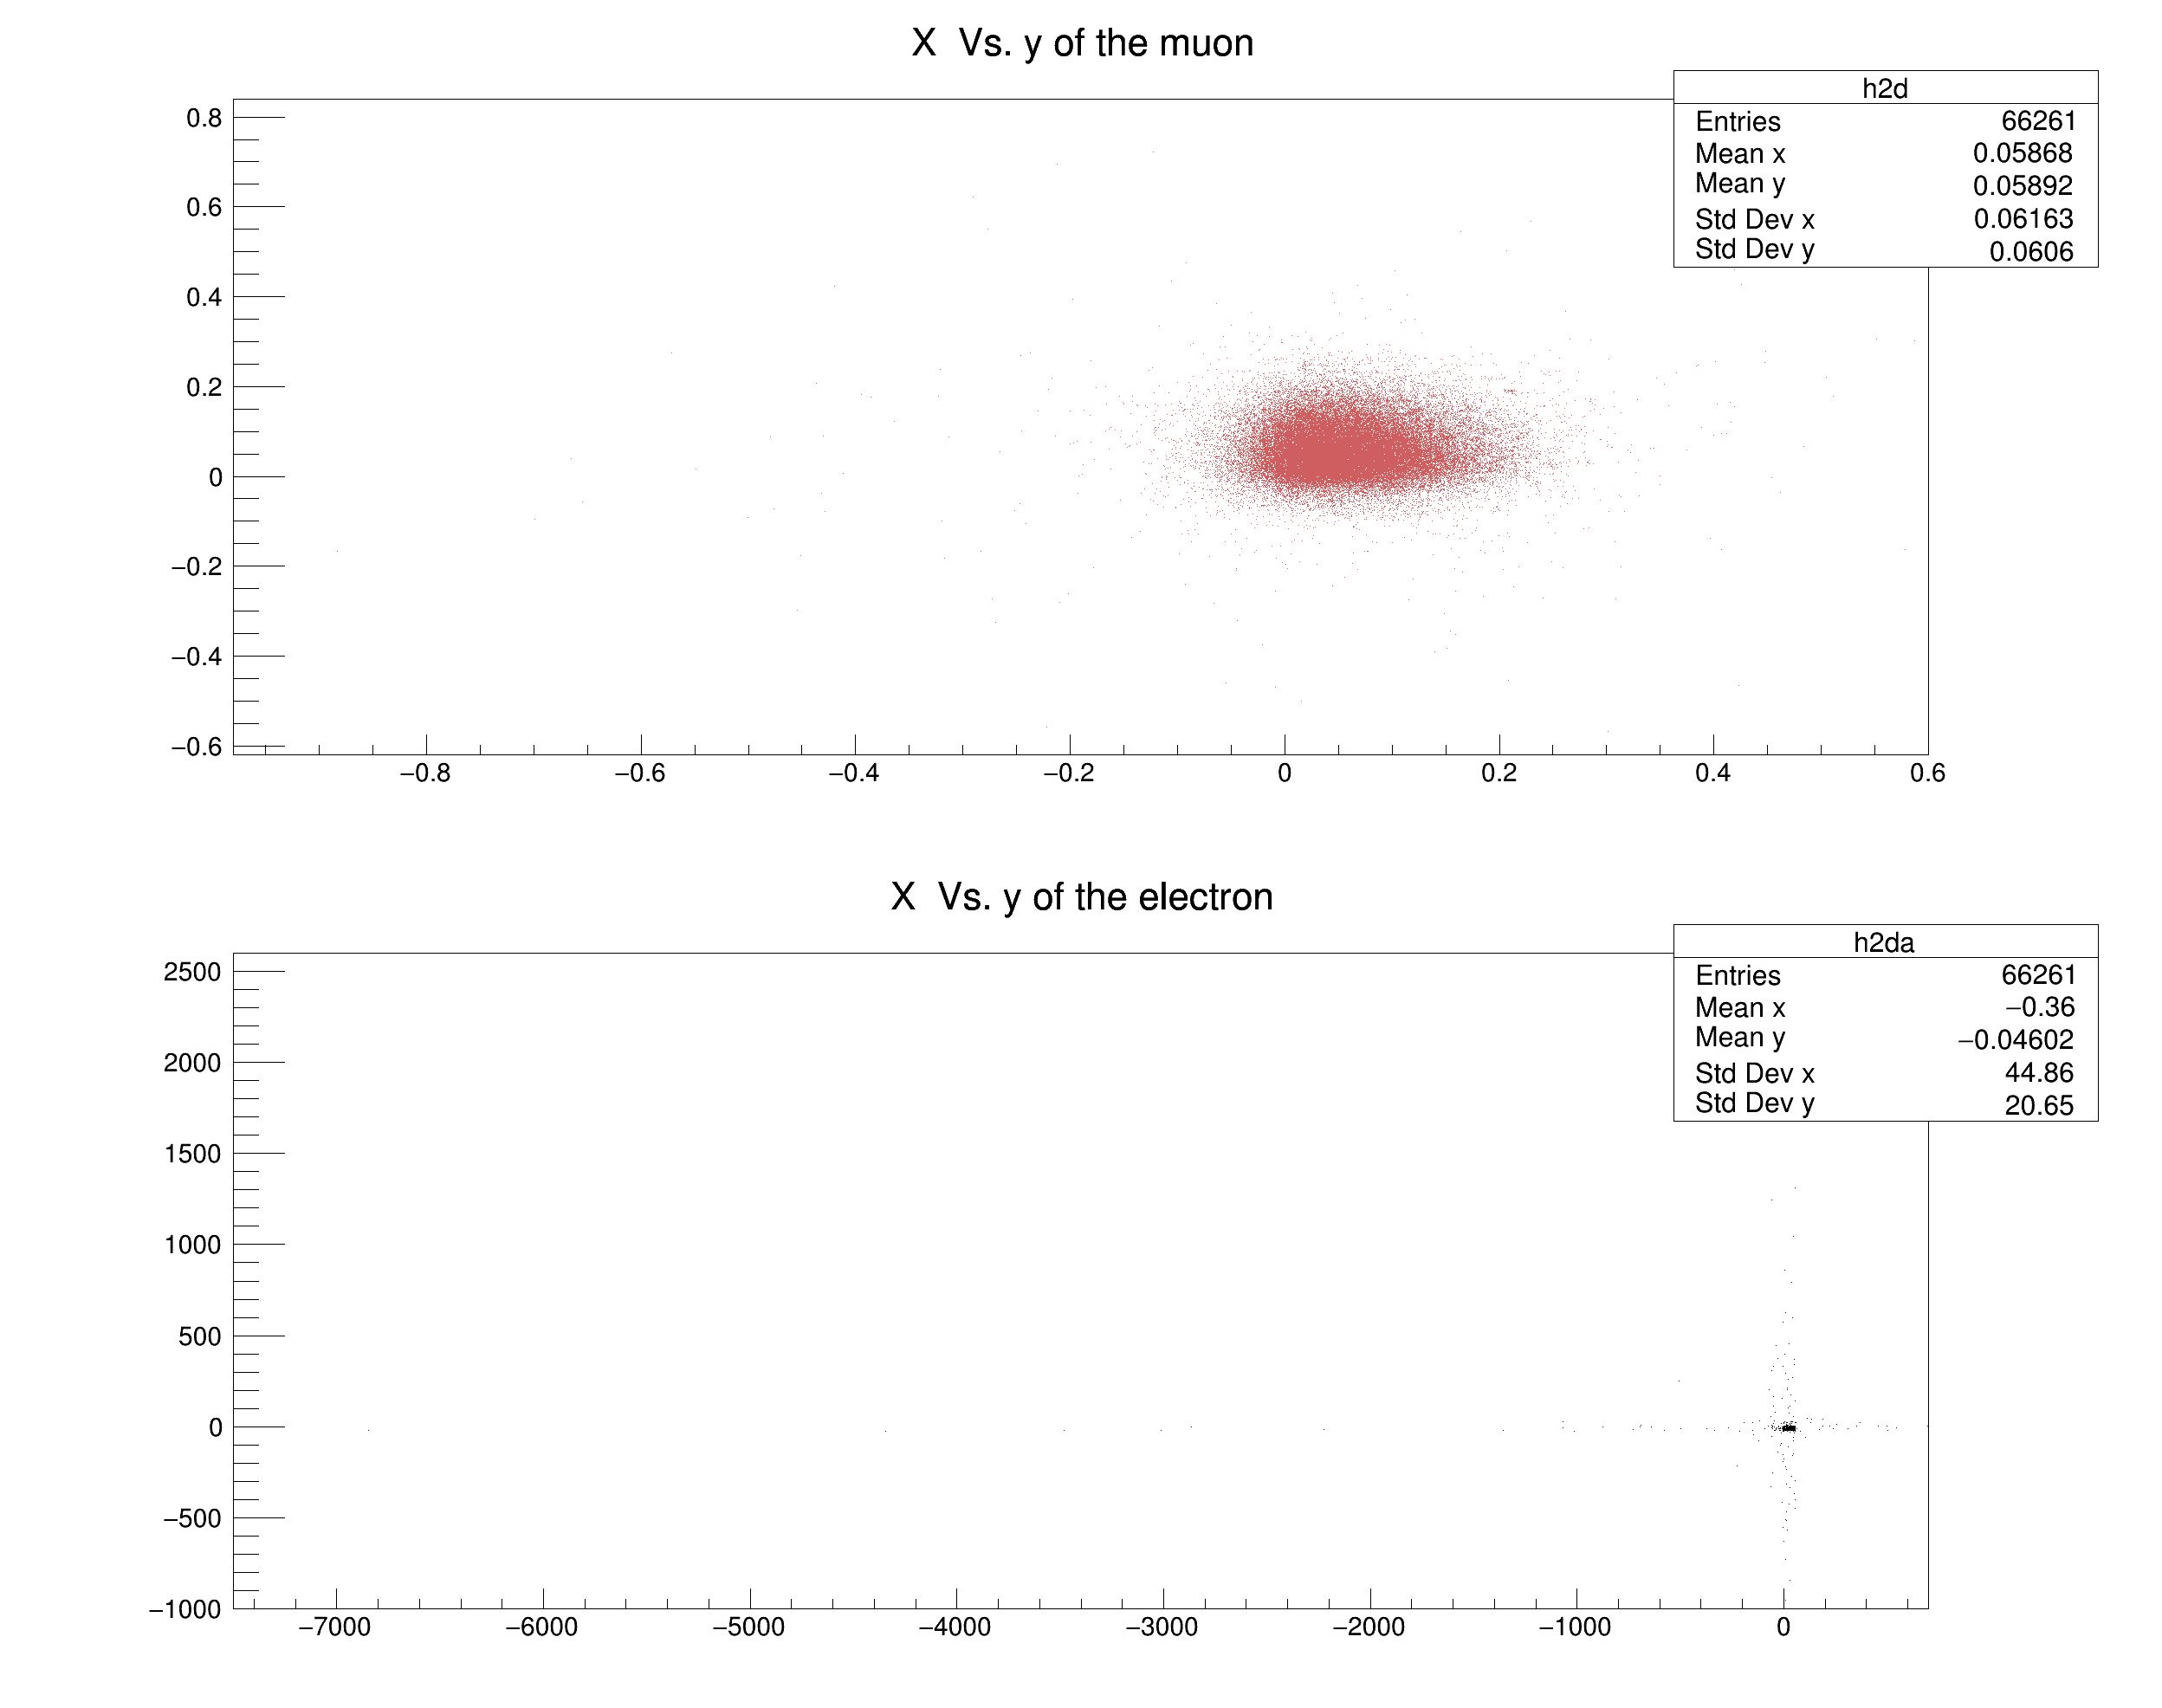 X Vs. y of the muon
h2d
Entries 66261
Mean x 0.05868
Mean y 0.05892
Std Dev x 0.06163
Std Dev y 0.0606
0.8
0.6
0.4
0.2
0
−0.2
−0.4
−0.6
−0.8 −0.6 −0.4 −0.2 0 0.2 0.4 0.6
X Vs. y of the electron
h2da
Entries 66261
Mean x −0.36
Mean y −0.04602
Std Dev x 44.86
Std Dev y 20.65
2500
2000
1500
1000
500
0
−500
−1000
−7000 −6000 −5000 −4000 −3000 −2000 −1000 0